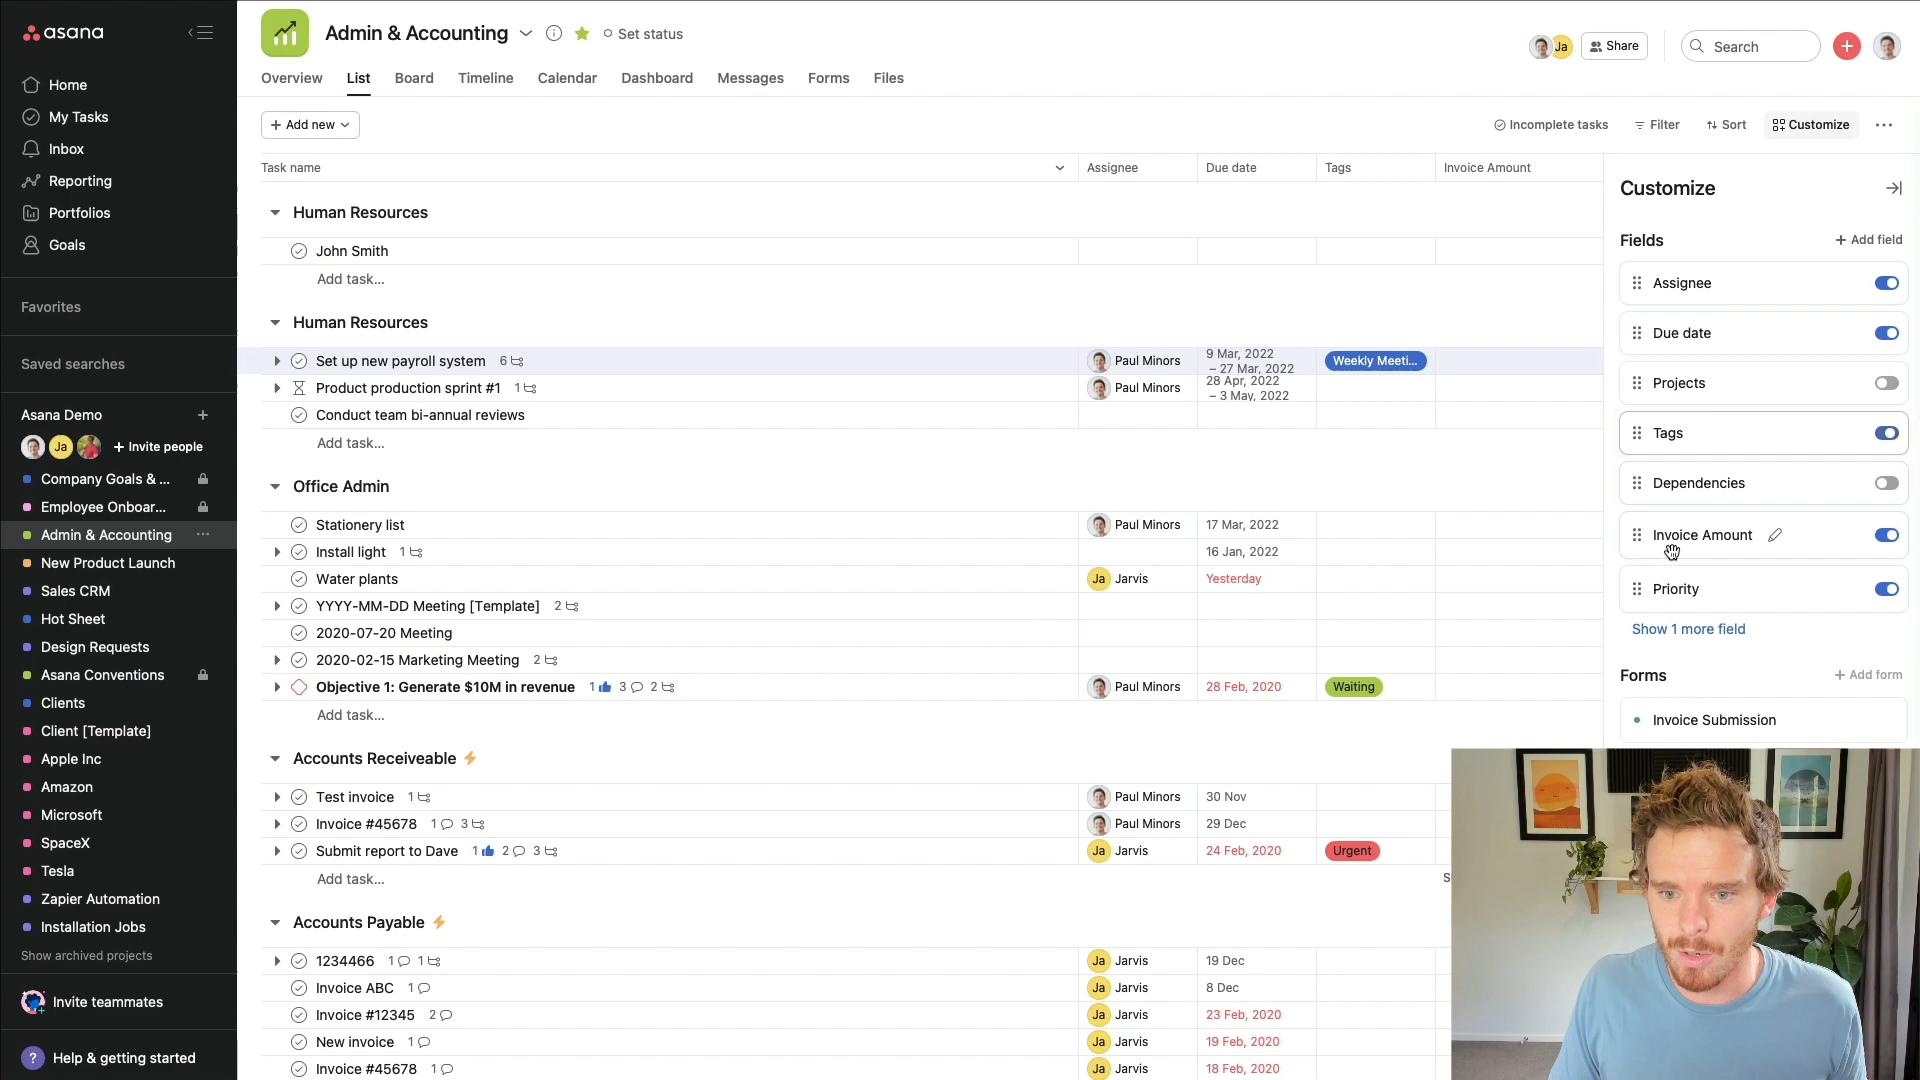 asana
Home
My Tasks
Inbox
Reporting
Portfolios
Goals
Favorites
Saved searches
Asana Demo
Ja
+ Invite people
Company Goals & ...
Employee Onboar...
Admin & Accounting
New Product Launch
Sales CRM
Hot Sheet
Design Requests
Asana Conventions
Clients
Client [Template]
Apple Inc
Amazon
Microsoft
SpaceX
Tesla
Zapier Automation
Installation Jobs
Show archived projects
Invite teammates
? Help & getting started
Admin & Accounting
Set status
Overview List Board Timeline Calendar Dashboard Messages Forms Files
Ja
Share
Search
+ Add new
Incomplete tasks Filter Sort Customize
Task name Assignee Due date Tags Invoice Amount
Human Resources
John Smith
Add task...
Human Resources
Set up new payroll system 6 Paul Minors 9 Mar, 2022 – 27 Mar, 2022 Weekly Meeti...
Product production sprint #1 1 Paul Minors 28 Apr, 2022 – 3 May, 2022
Conduct team bi-annual reviews
Add task...
Office Admin
Stationery list Paul Minors 17 Mar, 2022
Install light 1 16 Jan, 2022
Water plants Ja Jarvis Yesterday
YYYY-MM-DD Meeting [Template] 2
2020-07-20 Meeting
2020-02-15 Marketing Meeting 2
Objective 1: Generate $10M in revenue 1 3 2 Paul Minors 28 Feb, 2020 Waiting
Add task...
Accounts Receiveable
Test invoice 1 Paul Minors 30 Nov
Invoice #45678 1 3 Paul Minors 29 Dec
Submit report to Dave 1 2 3 Ja Jarvis 24 Feb, 2020 Urgent
Add task... S
Accounts Payable
1234466 1 1 Ja Jarvis 19 Dec
Invoice ABC 1 Ja Jarvis 8 Dec
Invoice #12345 2 Ja Jarvis 23 Feb, 2020
New invoice 1 Ja Jarvis 19 Feb, 2020
Invoice #45678 1 Ja Jarvis 18 Feb, 2020
Customize
Fields + Add field
Assignee
Due date
Projects
Tags
Dependencies
Invoice Amount
Priority
Show 1 more field
Forms + Add form
Invoice Submission